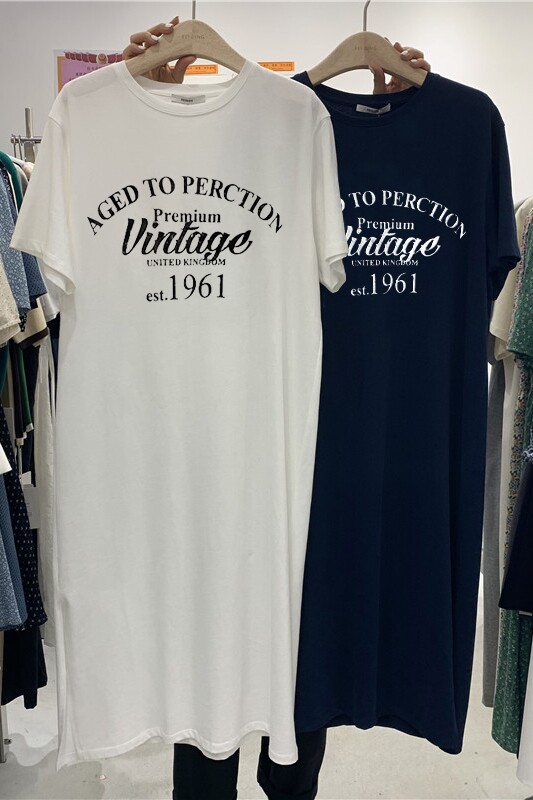 AGED TO PERCTION
Premium
Vintage
UNITED KINGDOM
est.1961
D TO PERCTION
Premium
Vintage
UNITED KINGDOM
est.1961